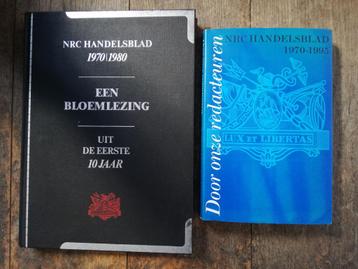 NRC HANDELSBLAD
1970|1980
EEN
BLOEMLEZING
UIT
DE EERSTE
10 JAAR
Door onze redacteuren
NRC HANDELSBLAD
1970-1995
LUX ET LIBERTAS